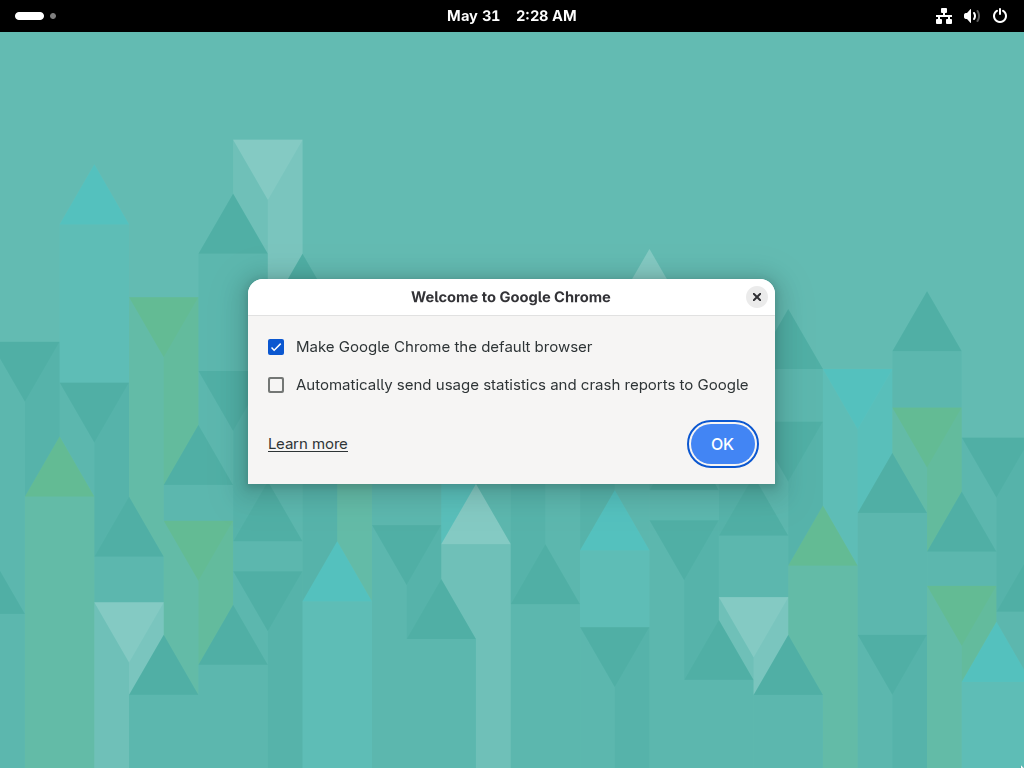 May 31 2:28 AM
Welcome to Google Chrome
Make Google Chrome the default browser
Automatically send usage statistics and crash reports to Google
Learn more
OK